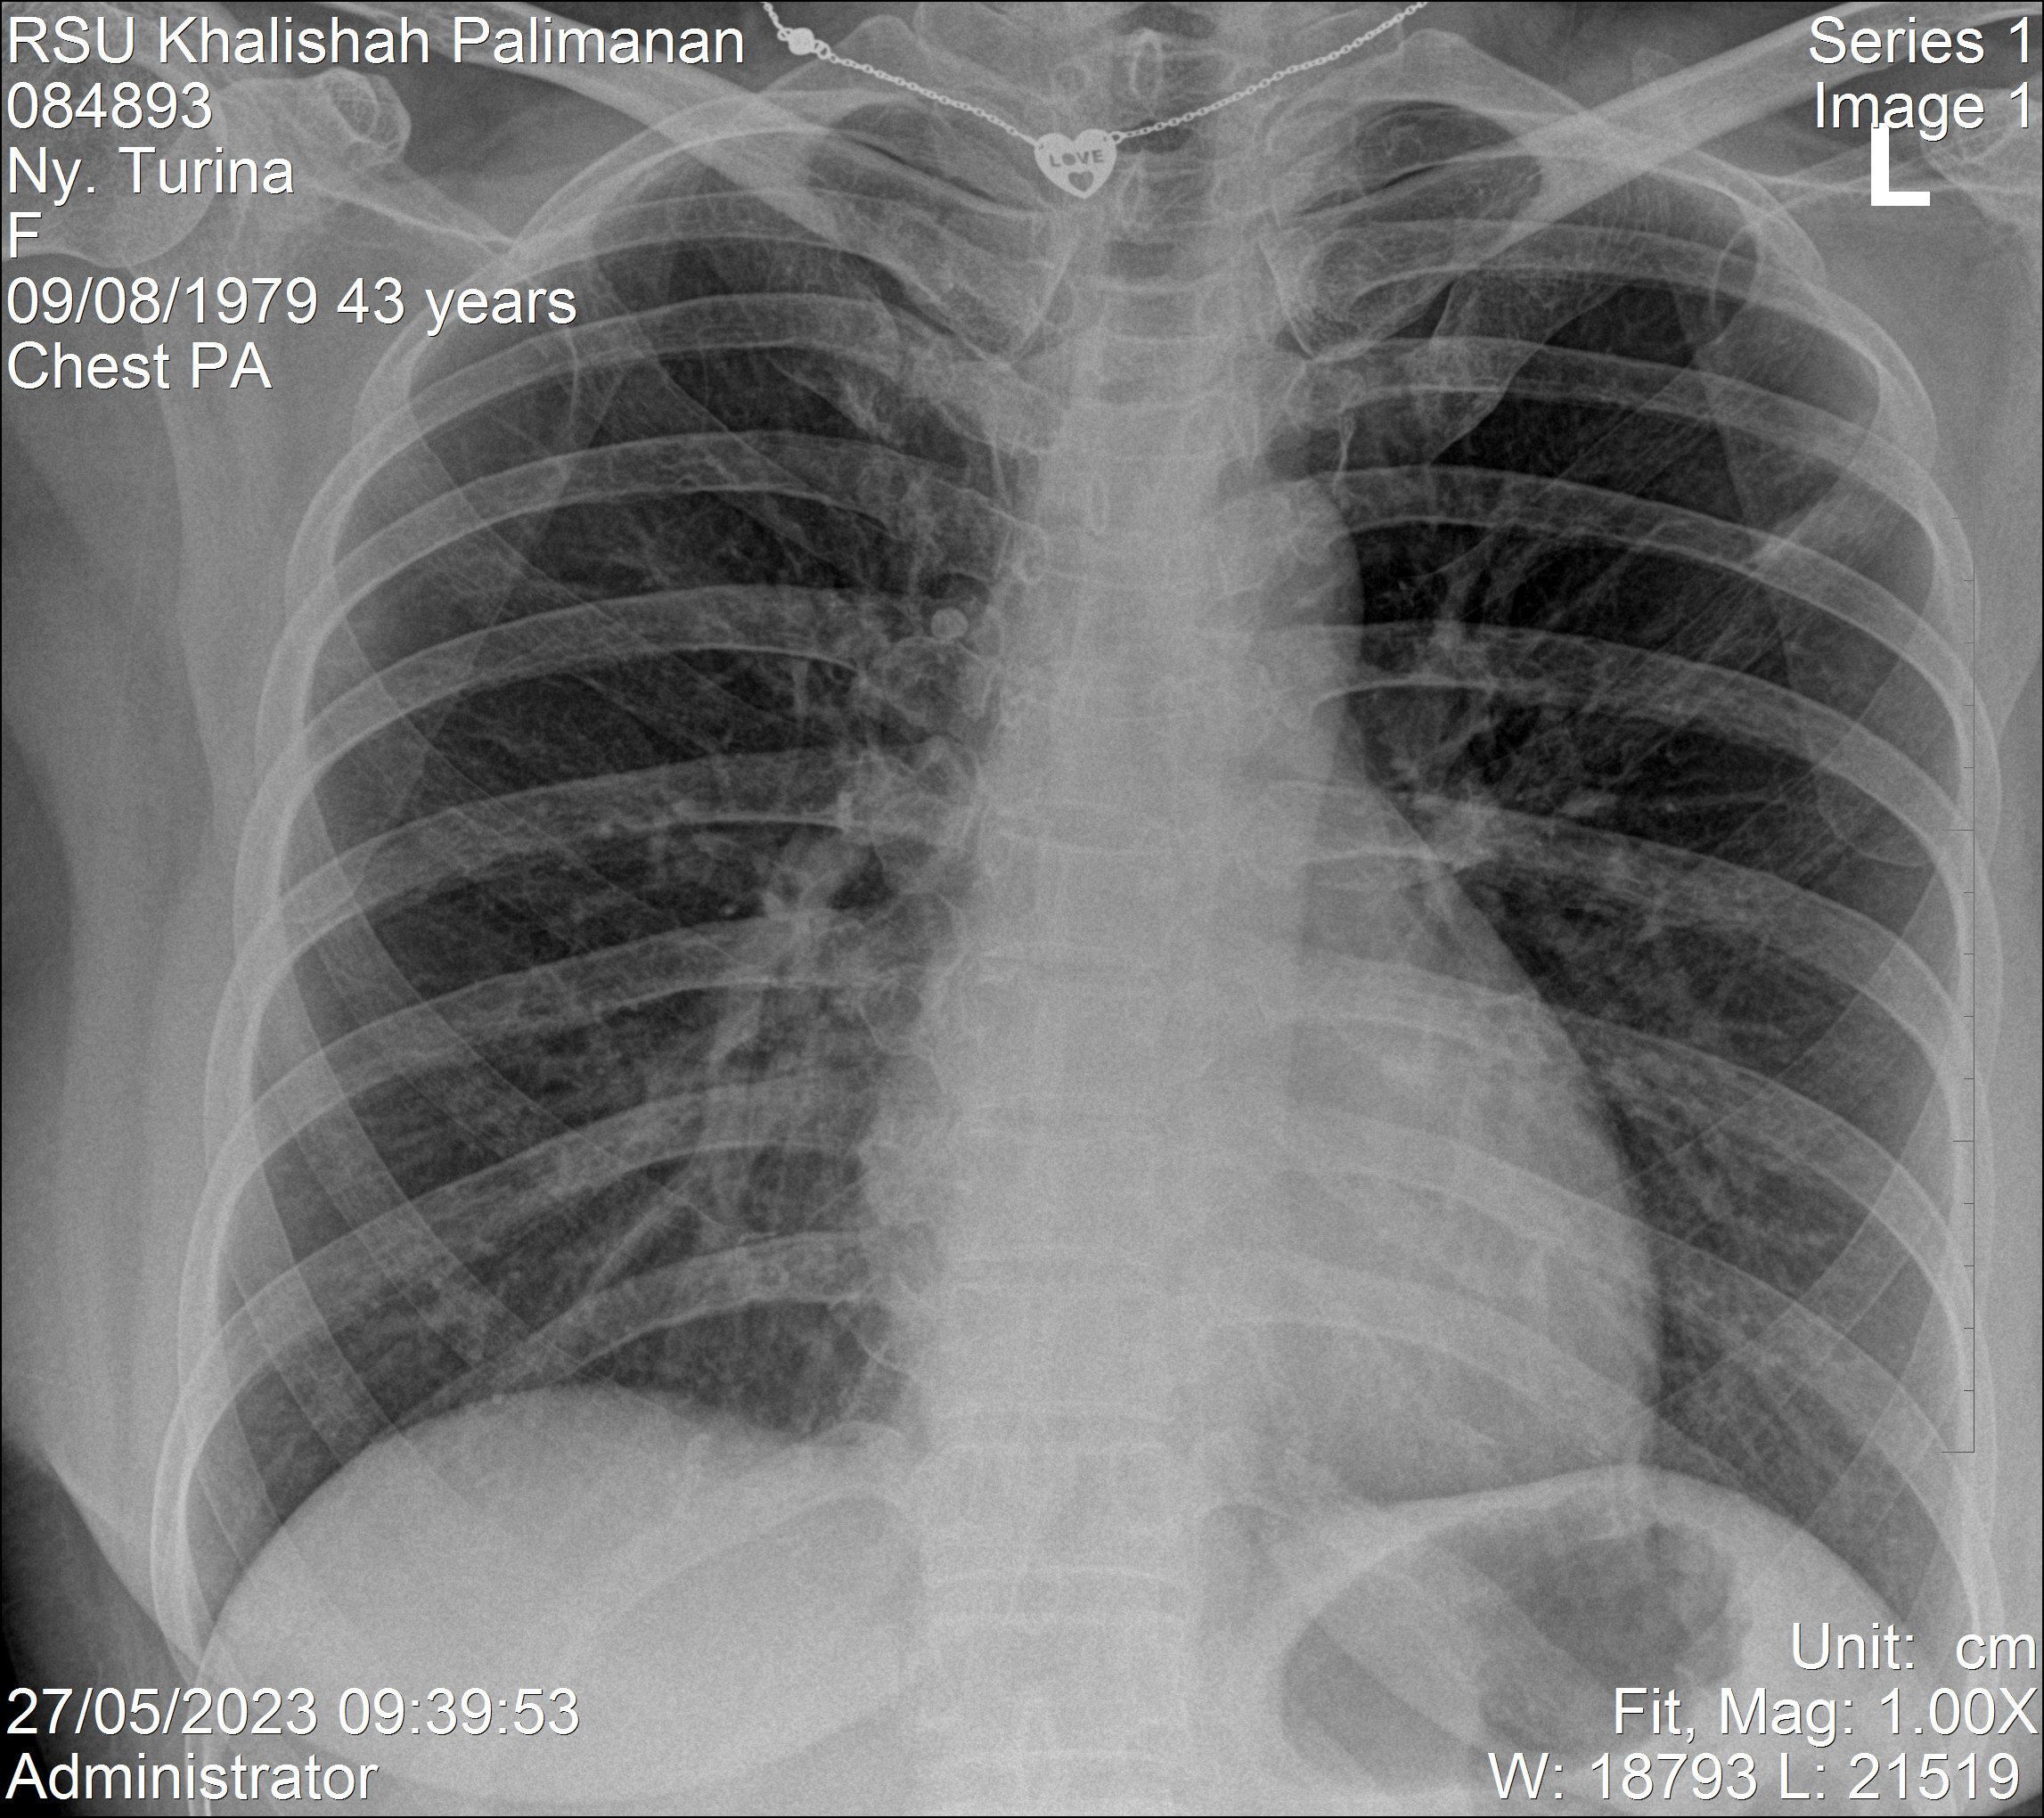 RSU Khalishah Palimanan
084893
Ny. Turina
F
09/08/1979 43 years
Chest PA
Series 1
Image 1
L
LOVE
27/05/2023 09:39:53
Administrator
Unit: cm
Fit, Mag: 1.00X
W: 18793 L: 21519